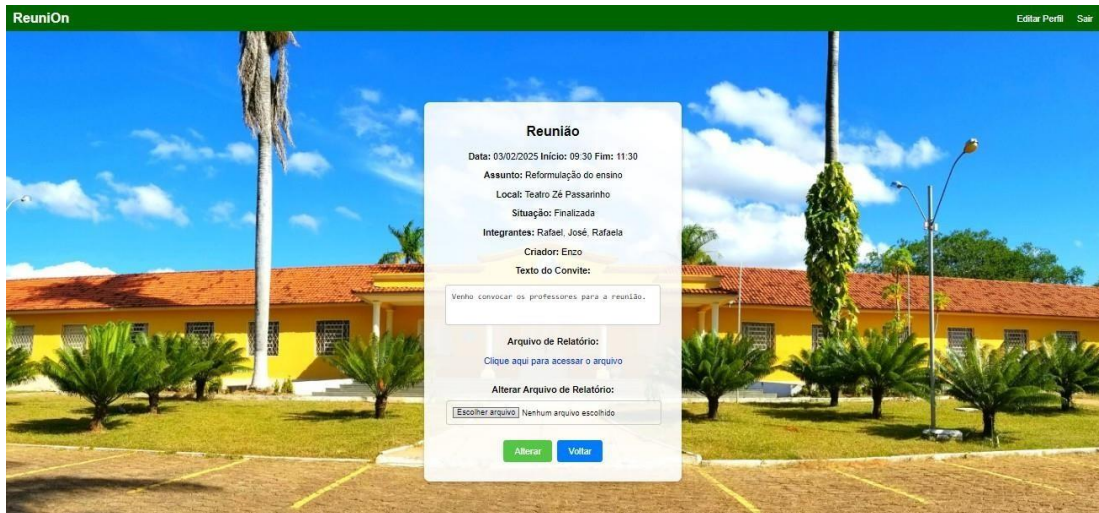 ReuniOn
Editar Perfil Sair
Reunião
Data: 03/02/2025 Início: 09:30 Fim: 11:30
Assunto: Reformulação do ensino
Local: Teatro Zé Passarinho
Situação: Finalizada
Integrantes: Rafael, José, Rafaela
Criador: Enzo
Texto do Convite:
Venho convocar os professores para a reunião.
Arquivo de Relatório:
Clique aqui para acessar o arquivo
Alterar Arquivo de Relatório:
Escolher arquivo Nenhum arquivo escolhido
Alterar Voltar